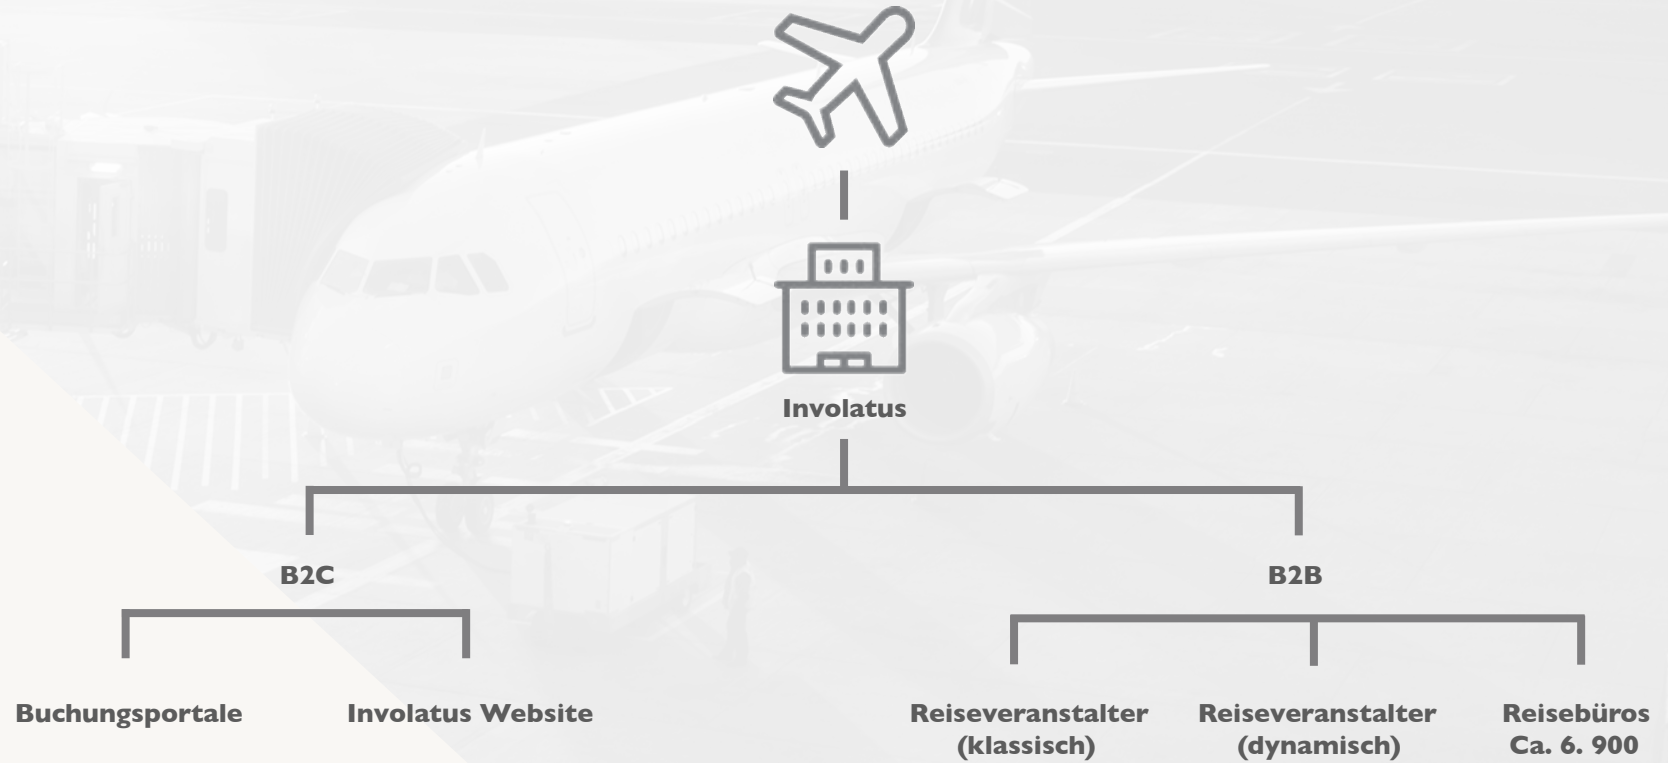 Involatus
B2C
B2B
Buchungsportale
Involatus Website
Reiseveranstalter
(klassisch)
Reiseveranstalter
(dynamisch)
Reisebüros
Ca. 6. 900